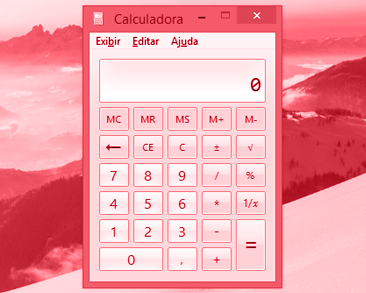 Calculadora
Exibir Editar Ajuda
0
MC MR MS M+ M-
← CE C ± √
7 8 9 / %
4 5 6 * 1/x
1 2 3 - =
0 , +